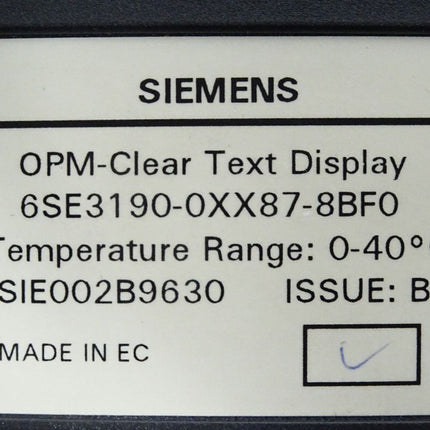 SIEMENS
OPM-Clear Text Display
6SE3190-0XX87-8BF0
Temperature Range: 0-40°
SIE002B9630 ISSUE: B
MADE IN EC